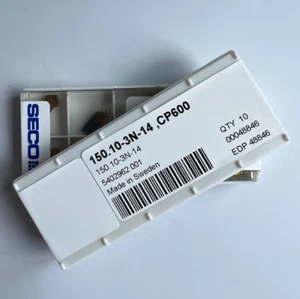 SECO
150.10-3N-14 ,CP600
150.10-3N-14
5402962 001
Made in Sweden
QTY 10
00048846
EDP 48846